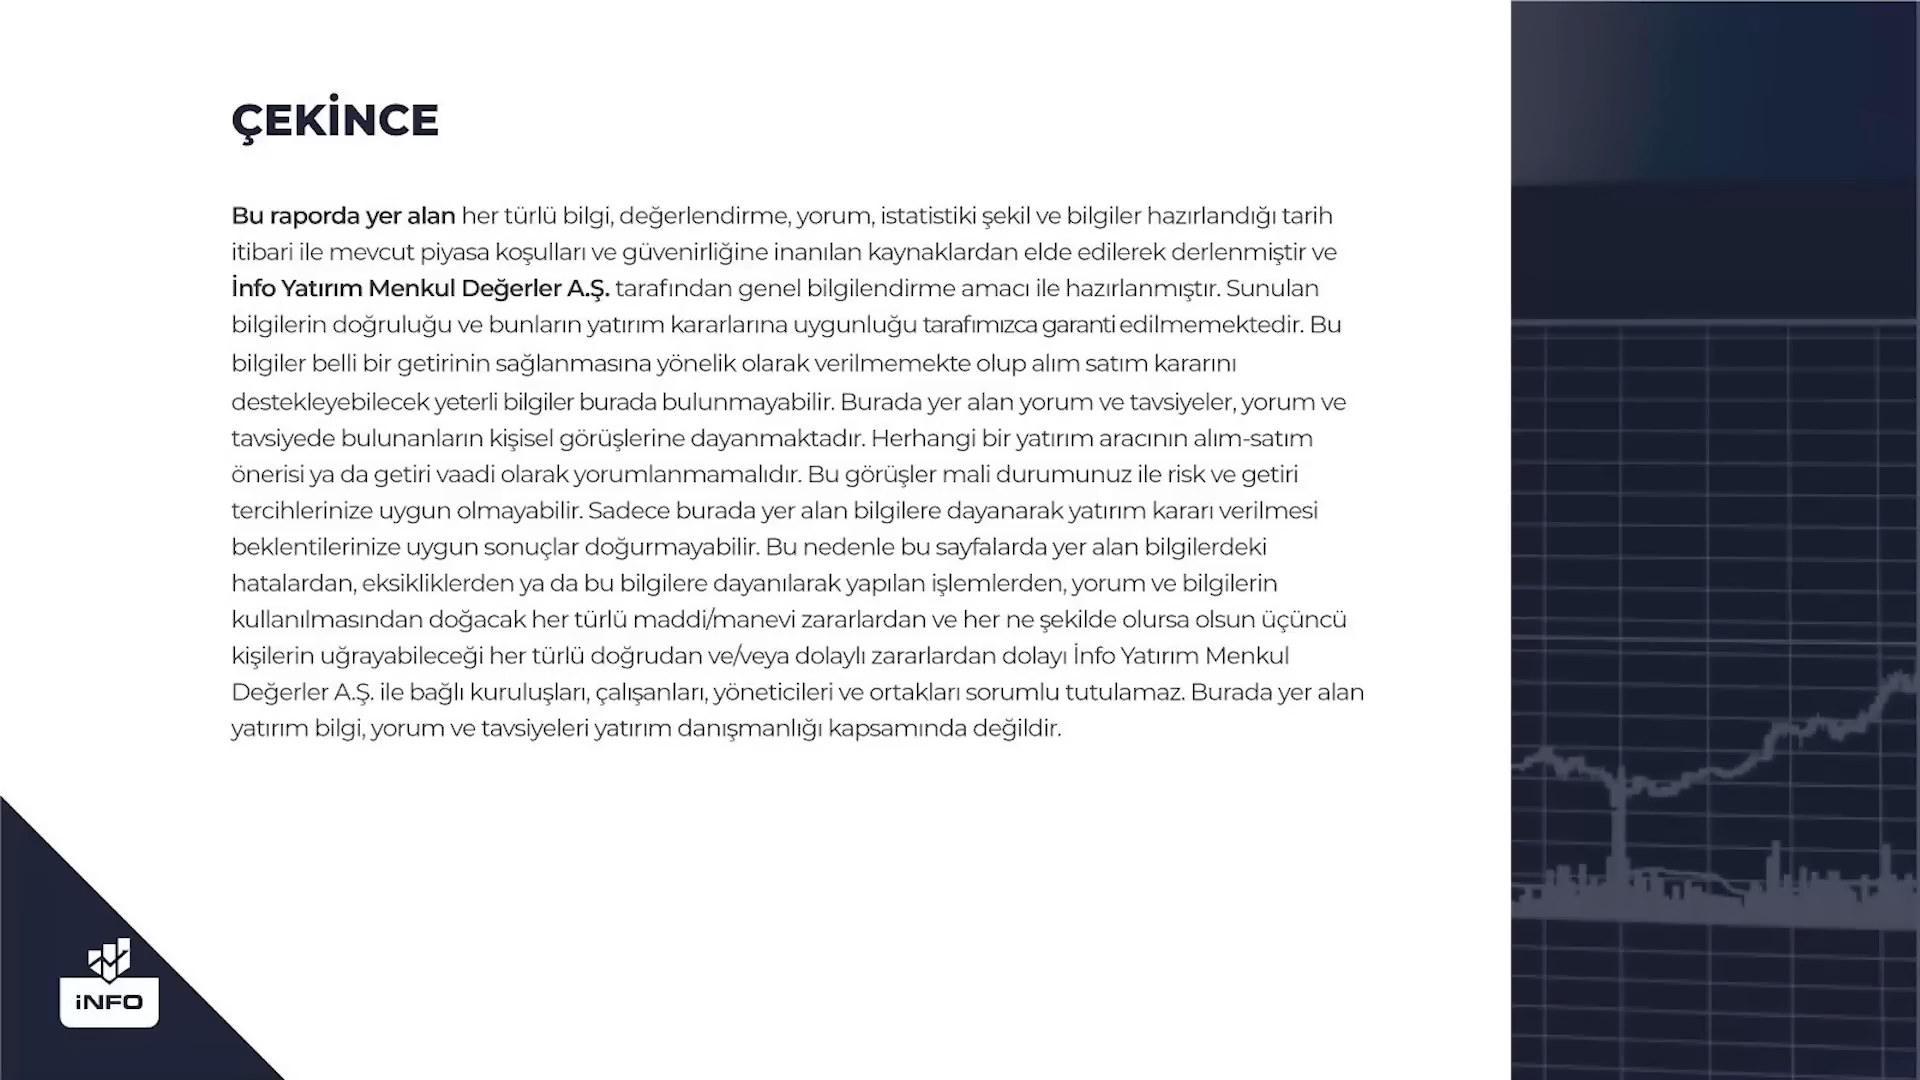 ÇEKİNCE
Bu raporda yer alan her türlü bilgi, değerlendirme, yorum, istatistiki şekil ve bilgiler hazırlandığı tarih
itibari ile mevcut piyasa koşulları ve güvenirliğine inanılan kaynaklardan elde edilerek derlenmiştir ve
İnfo Yatırım Menkul Değerler A.Ş. tarafından genel bilgilendirme amacı ile hazırlanmıştır. Sunulan
bilgilerin doğruluğu ve bunların yatırım kararlarına uygunluğu tarafımızca garanti edilmemektedir. Bu
bilgiler belli bir getirinin sağlanmasına yönelik olarak verilmemekte olup alım satım kararını
destekleyebilecek yeterli bilgiler burada bulunmayabilir. Burada yer alan yorum ve tavsiyeler, yorum ve
tavsiyede bulunanların kişisel görüşlerine dayanmaktadır. Herhangi bir yatırım aracının alım-satım
önerisi ya da getiri vaadi olarak yorumlanmamalıdır. Bu görüşler mali durumunuz ile risk ve getiri
tercihlerinize uygun olmayabilir. Sadece burada yer alan bilgilere dayanarak yatırım kararı verilmesi
beklentilerinize uygun sonuçlar doğurmayabilir. Bu nedenle bu sayfalarda yer alan bilgilerdeki
hatalardan, eksikliklerden ya da bu bilgilere dayanılarak yapılan işlemlerden, yorum ve bilgilerin
kullanılmasından doğacak her türlü maddi/manevi zararlardan ve her ne şekilde olursa olsun üçüncü
kişilerin uğrayabileceği her türlü doğrudan ve/veya dolaylı zararlardan dolayı İnfo Yatırım Menkul
Değerler A.Ş. ile bağlı kuruluşları, çalışanları, yöneticileri ve ortakları sorumlu tutulamaz. Burada yer alan
yatırım bilgi, yorum ve tavsiyeleri yatırım danışmanlığı kapsamında değildir.
iNFO